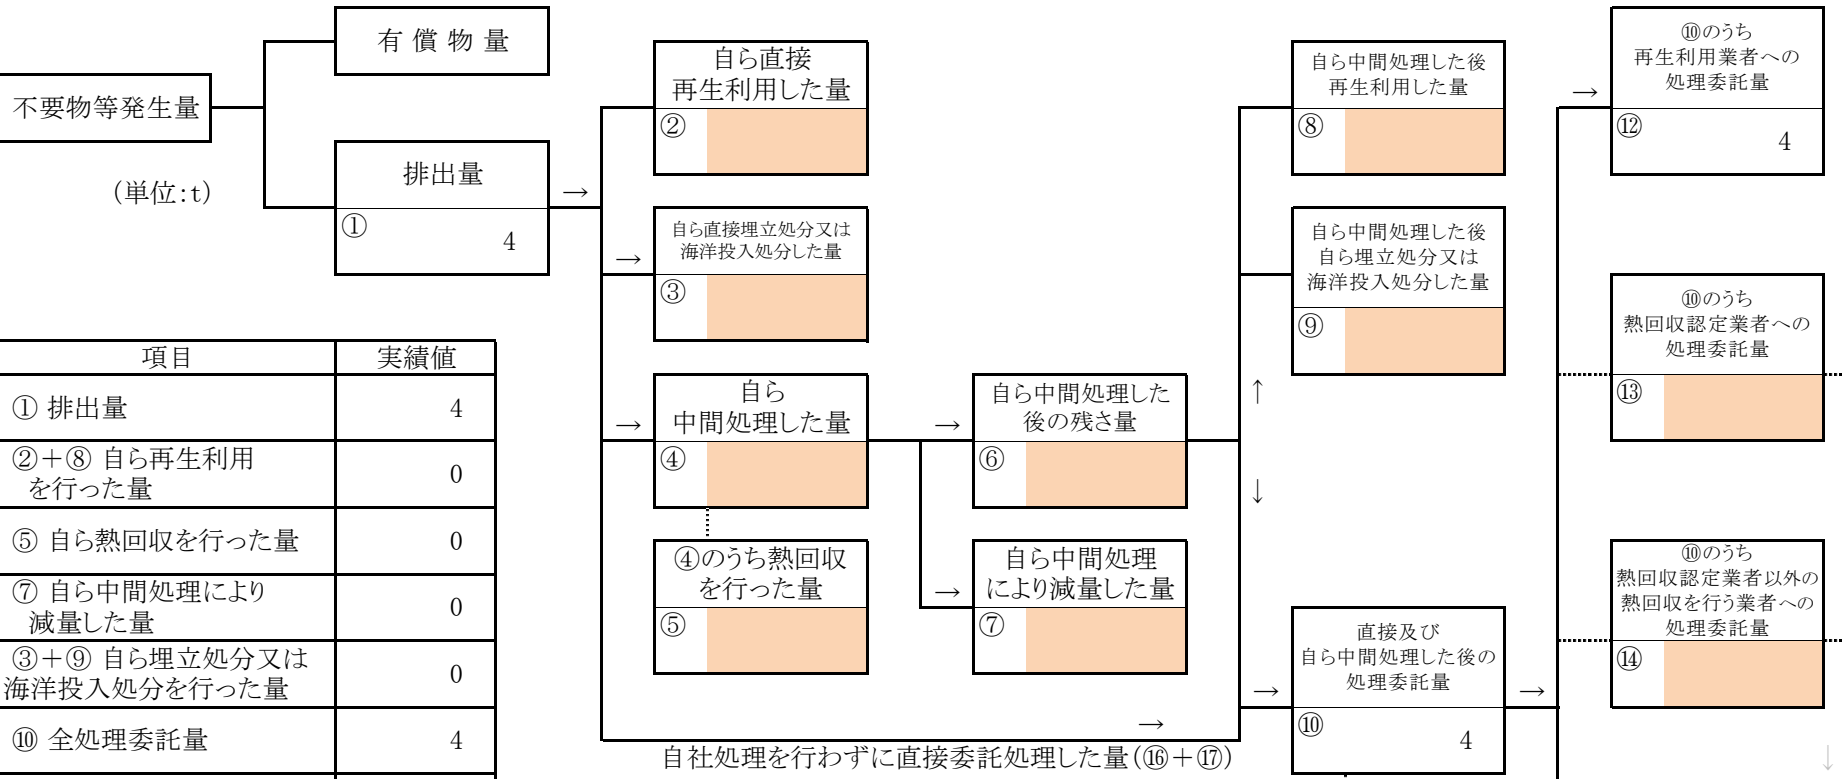 有 償 物 量
不要物等発生量
(単位:t)
排出量
①
4
→
自ら直接
再生利用した量
②
→
自ら直接埋立処分又は
海洋投入処分した量
③
→
自ら
中間処理した量
④
④のうち熱回収
を行った量
⑤
→
自ら中間処理した
後の残さ量
⑥
→
自ら中間処理
により減量した量
⑦
→
自社処理を行わずに直接委託処理した量(⑯+⑰)
自ら中間処理した後
再生利用した量
⑧
自ら中間処理した後
自ら埋立処分又は
海洋投入処分した量
⑨
↑
↓
→
直接及び
自ら中間処理した後の
処理委託量
⑩
4
→
→
⑩のうち
再生利用業者への
処理委託量
⑫
4
⑩のうち
熱回収認定業者への
処理委託量
⑬
⑩のうち
熱回収認定業者以外の
熱回収を行う業者への
処理委託量
⑭
↓
項目 実績値
① 排出量 4
②+⑧ 自ら再生利用
を行った量 0
⑤ 自ら熱回収を行った量 0
⑦ 自ら中間処理により
減量した量 0
③+⑨ 自ら埋立処分又は
海洋投入処分を行った量 0
⑩ 全処理委託量 4